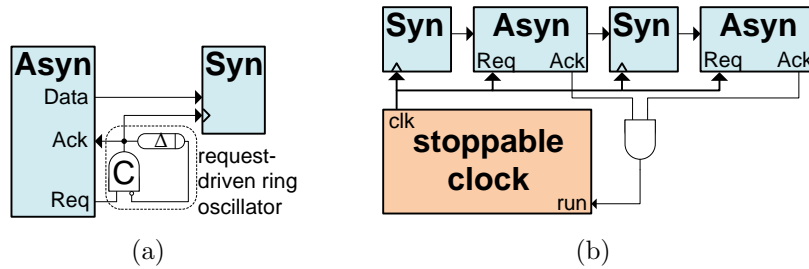 Asyn
Syn
Data
Ack
Δ
C
Req
request-
driven ring
oscillator
(a)
Syn
Asyn
Req
Ack
Syn
Asyn
Req
Ack
clk
stoppable
clock
run
(b)